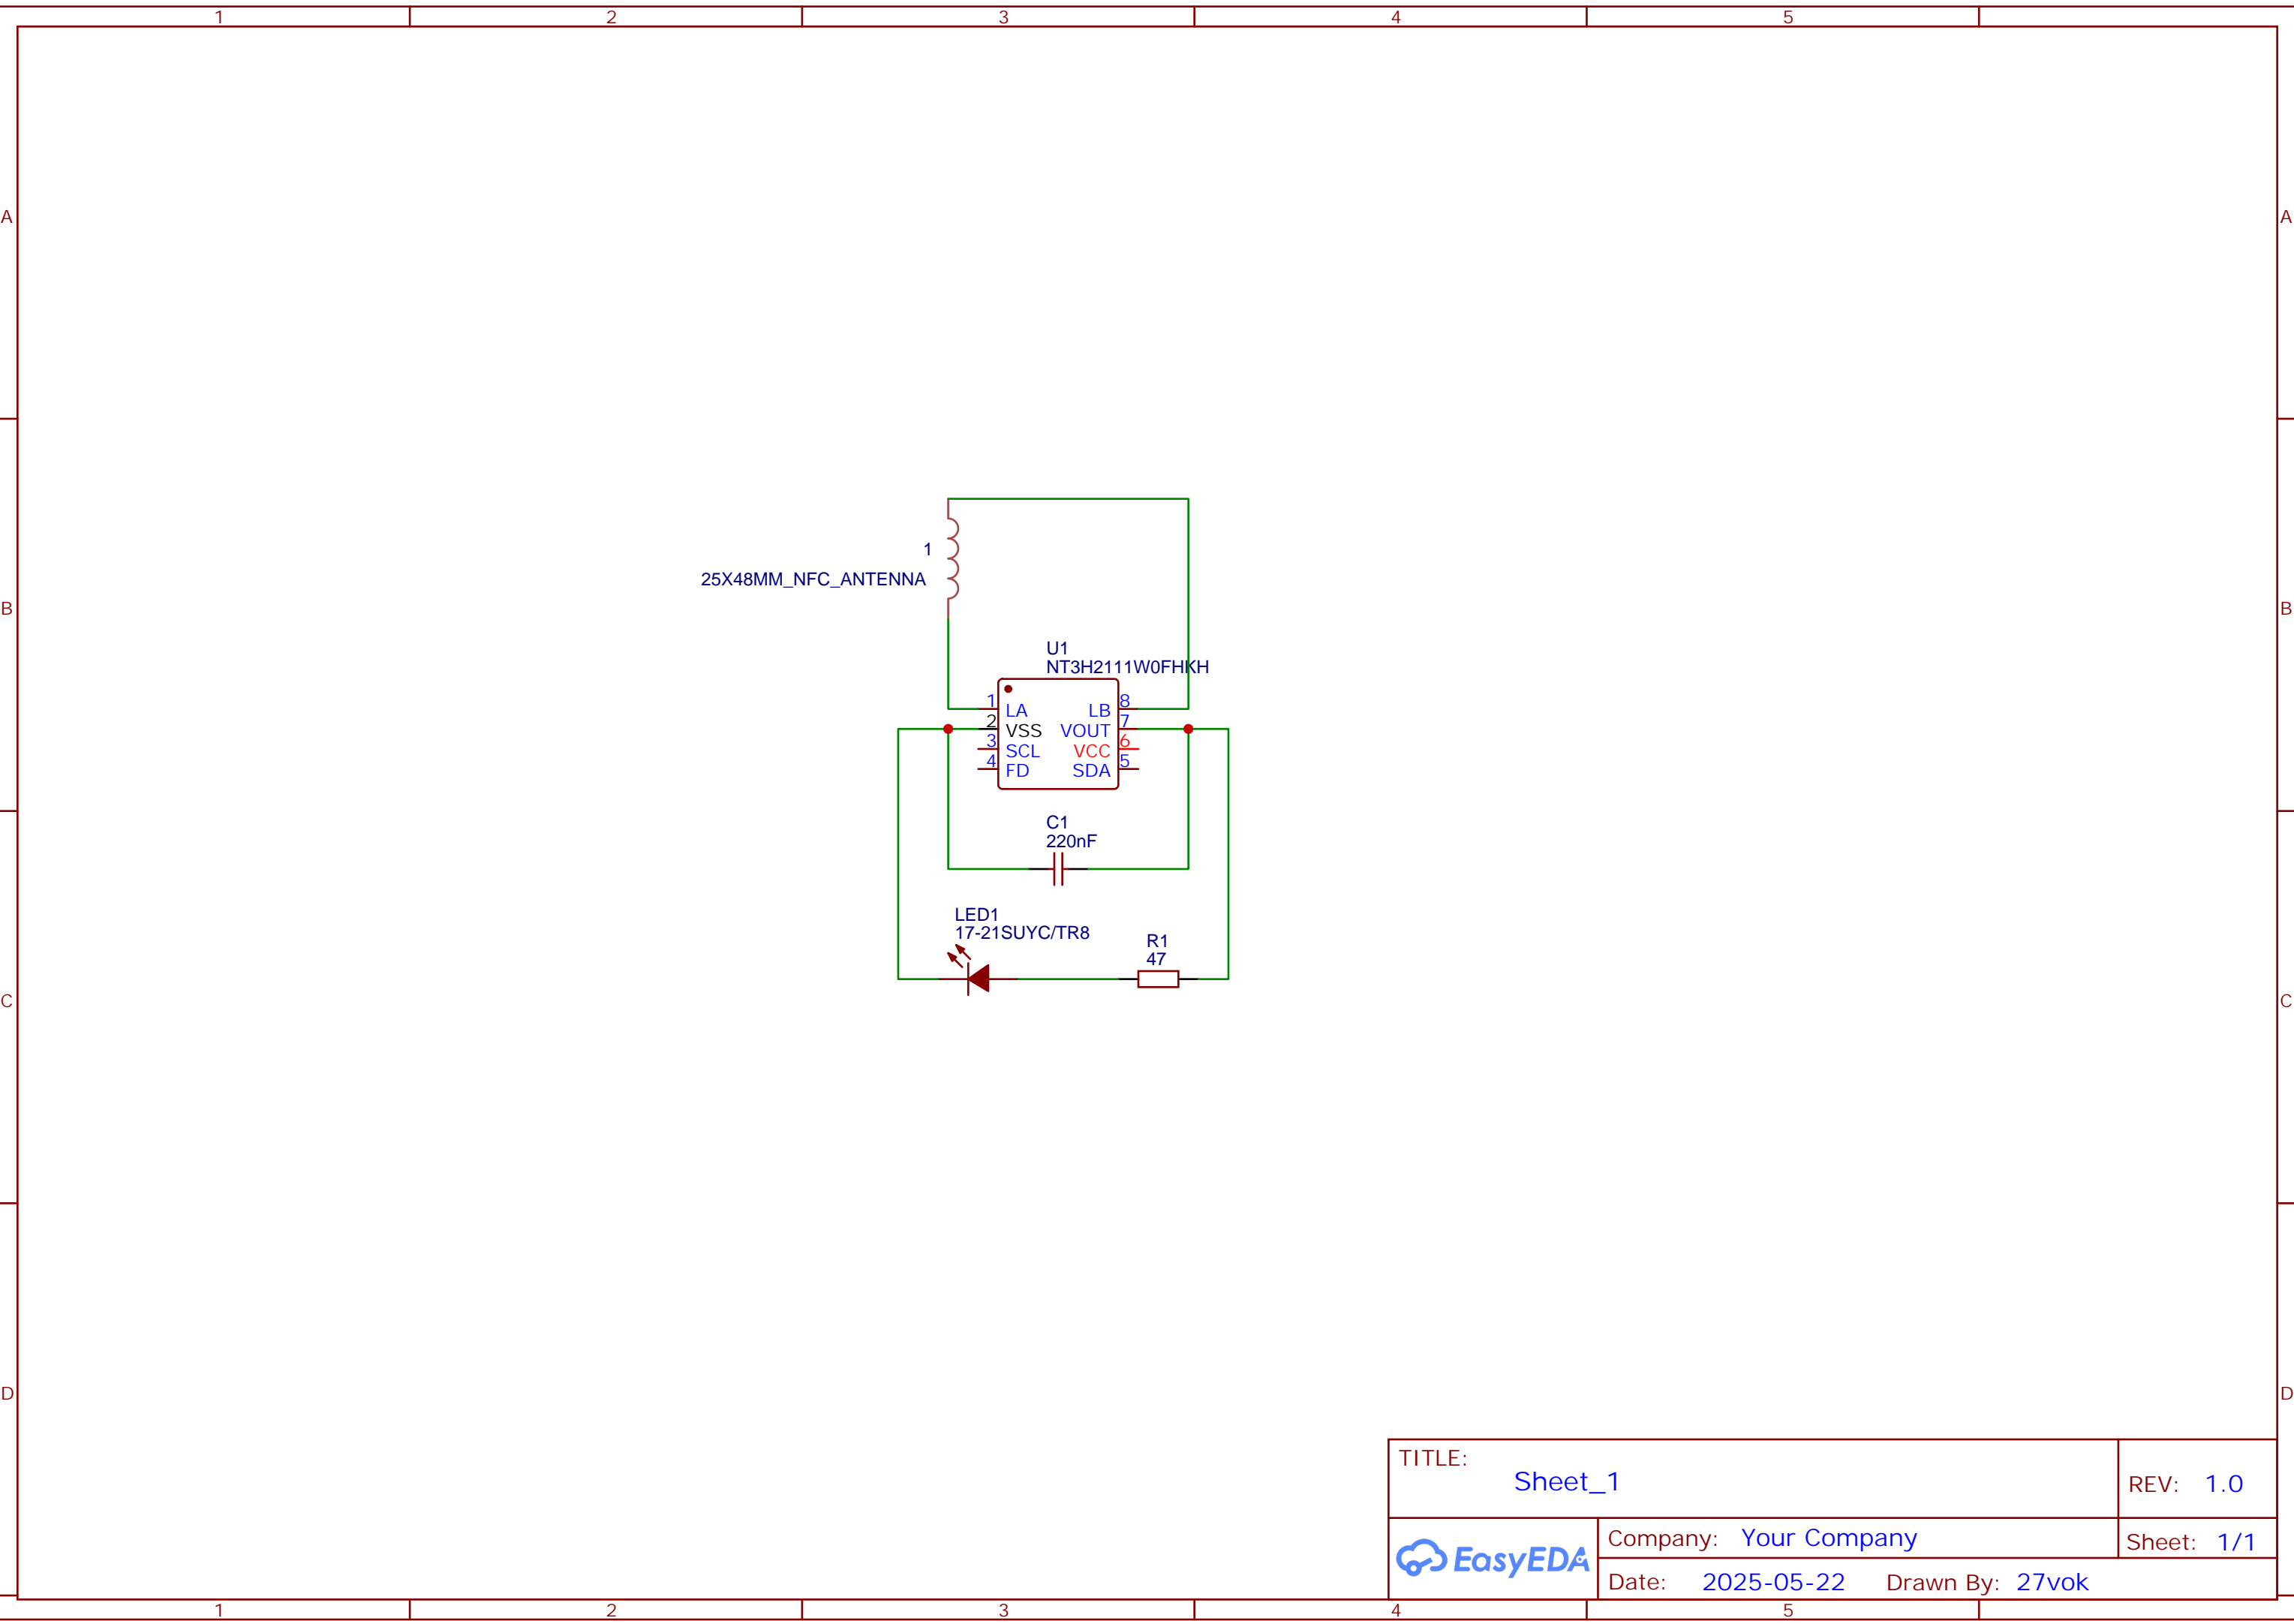 1 2 3 4 5
A A
B B
C C
D D
1
25X48MM_NFC_ANTENNA
U1
NT3H2111W0FHKH
1 LA LB 8
2 VSS VOUT 7
3 SCL VCC 6
4 FD SDA 5
C1
220nF
LED1
17-21SUYC/TR8
R1
47
TITLE:
Sheet_1
REV: 1.0
EasyEDA
Company: Your Company
Sheet: 1/1
Date: 2025-05-22 Drawn By: 27vok
1 2 3 4 5